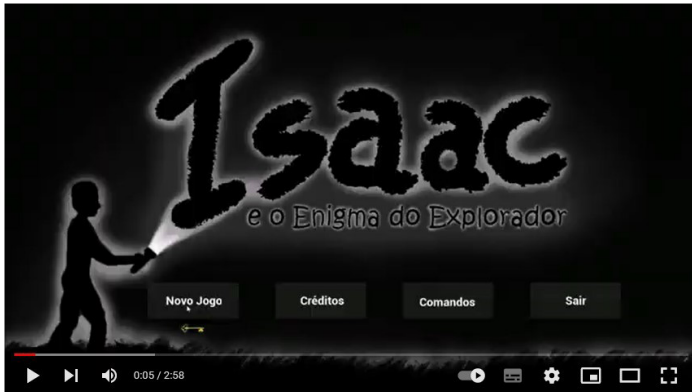 Isaac
e o Enigma do Explorador
Novo Jogo Créditos Comandos Sair
0:05 / 2:58